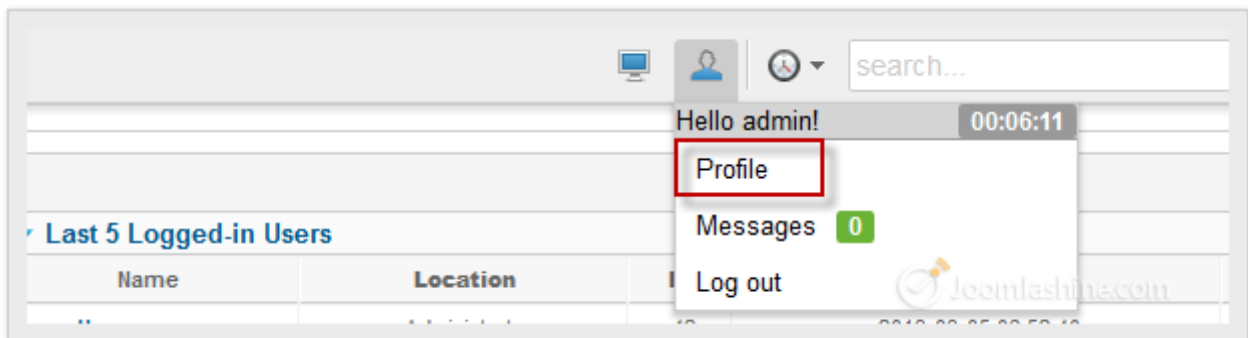 search...
Hello admin! 00:06:11
Profile
Messages 0
Last 5 Logged-in Users
Log out
Name Location
Joomlashine.com